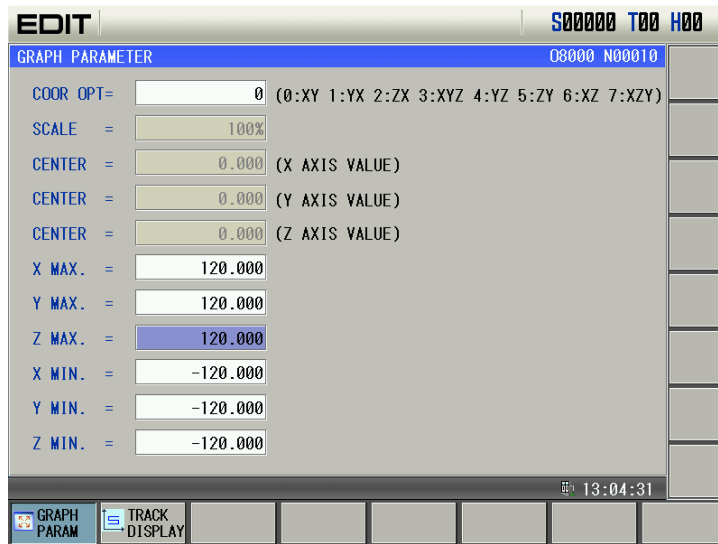 EDIT S00000 T00 H00
GRAPH PARAMETER O8000 N00010
COOR OPT= 0 (0:XY 1:YX 2:ZX 3:XYZ 4:YZ 5:ZY 6:XZ 7:XZY)
SCALE = 100%
CENTER = 0.000 (X AXIS VALUE)
CENTER = 0.000 (Y AXIS VALUE)
CENTER = 0.000 (Z AXIS VALUE)
X MAX. = 120.000
Y MAX. = 120.000
Z MAX. = 120.000
X MIN. = -120.000
Y MIN. = -120.000
Z MIN. = -120.000
13:04:31
GRAPH PARAM
TRACK DISPLAY